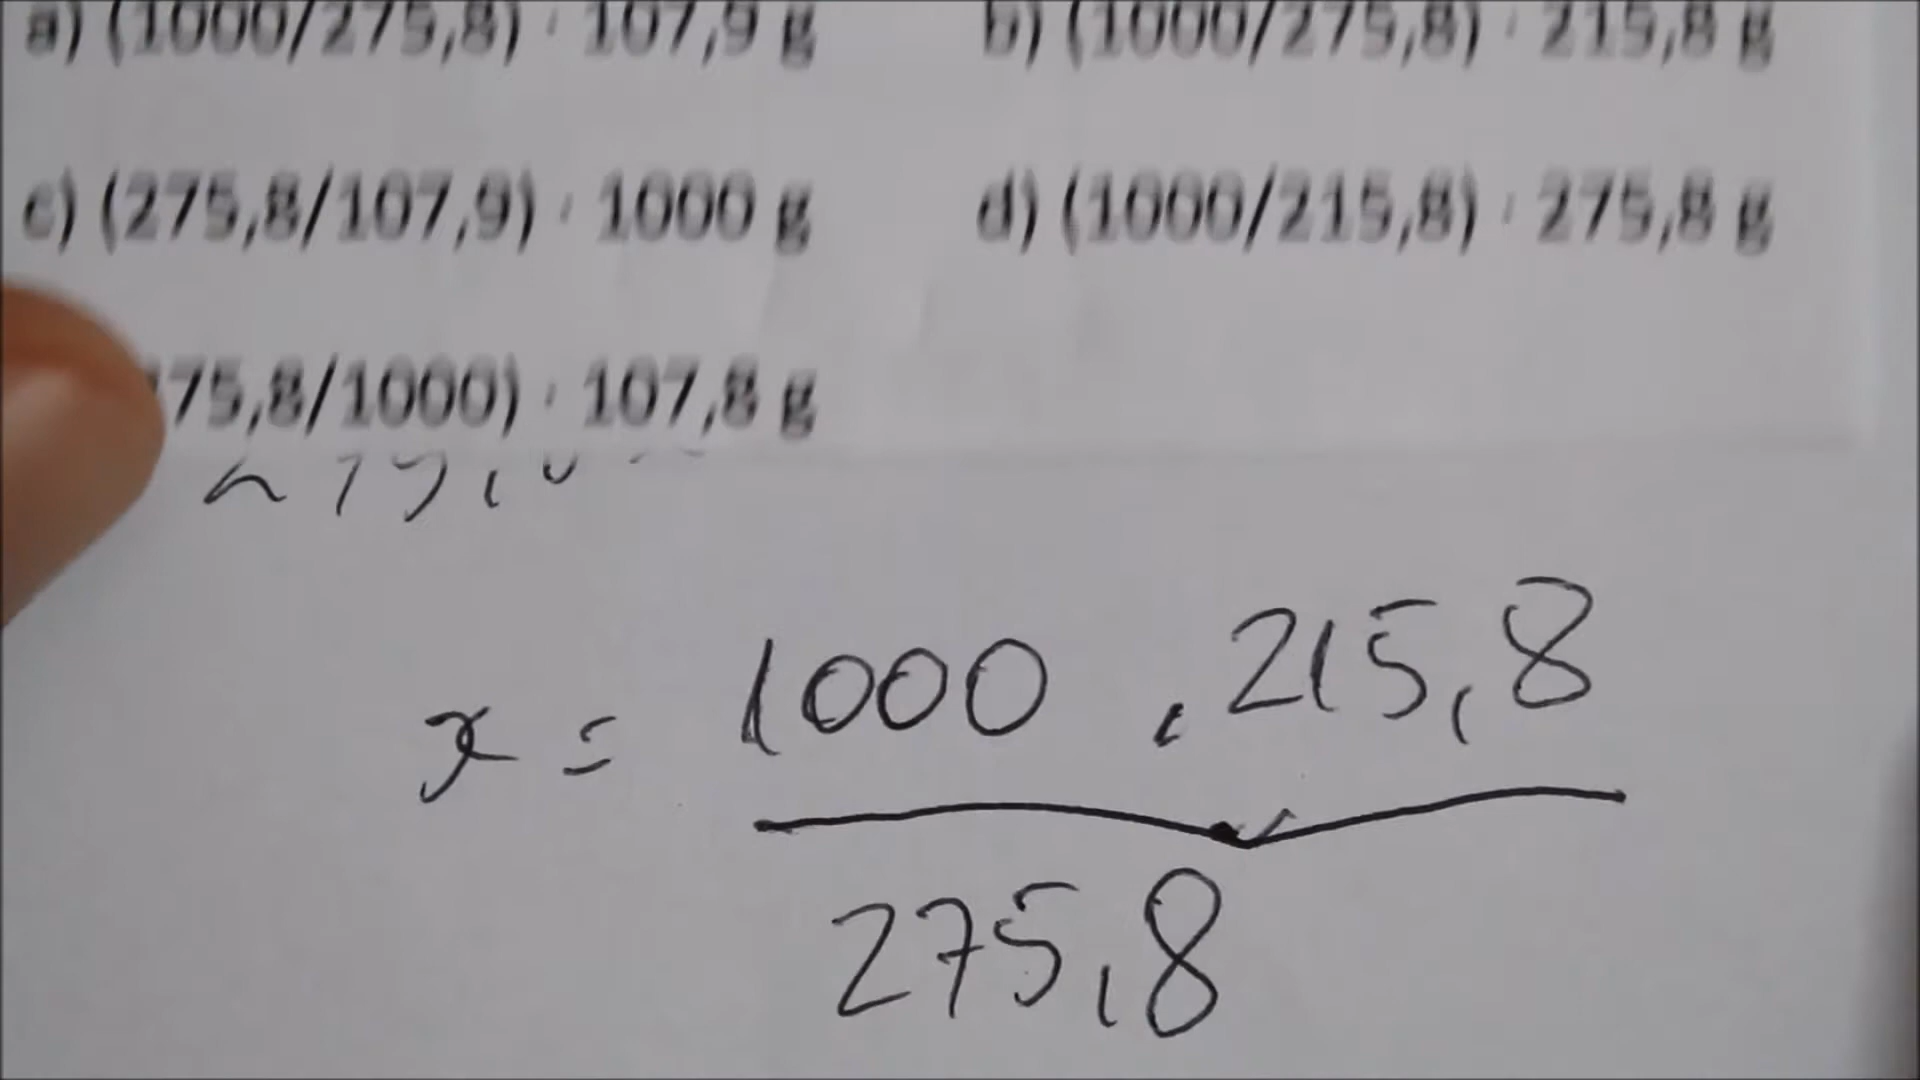 a) (1000/275,8) · 107,9 g b) (1000/275,8) · 215,8 g
c) (275,8/107,9) · 1000 g d) (1000/215,8) · 275,8 g
75,8/1000) · 107,8 g
x = 1000 . 215,8
275,8